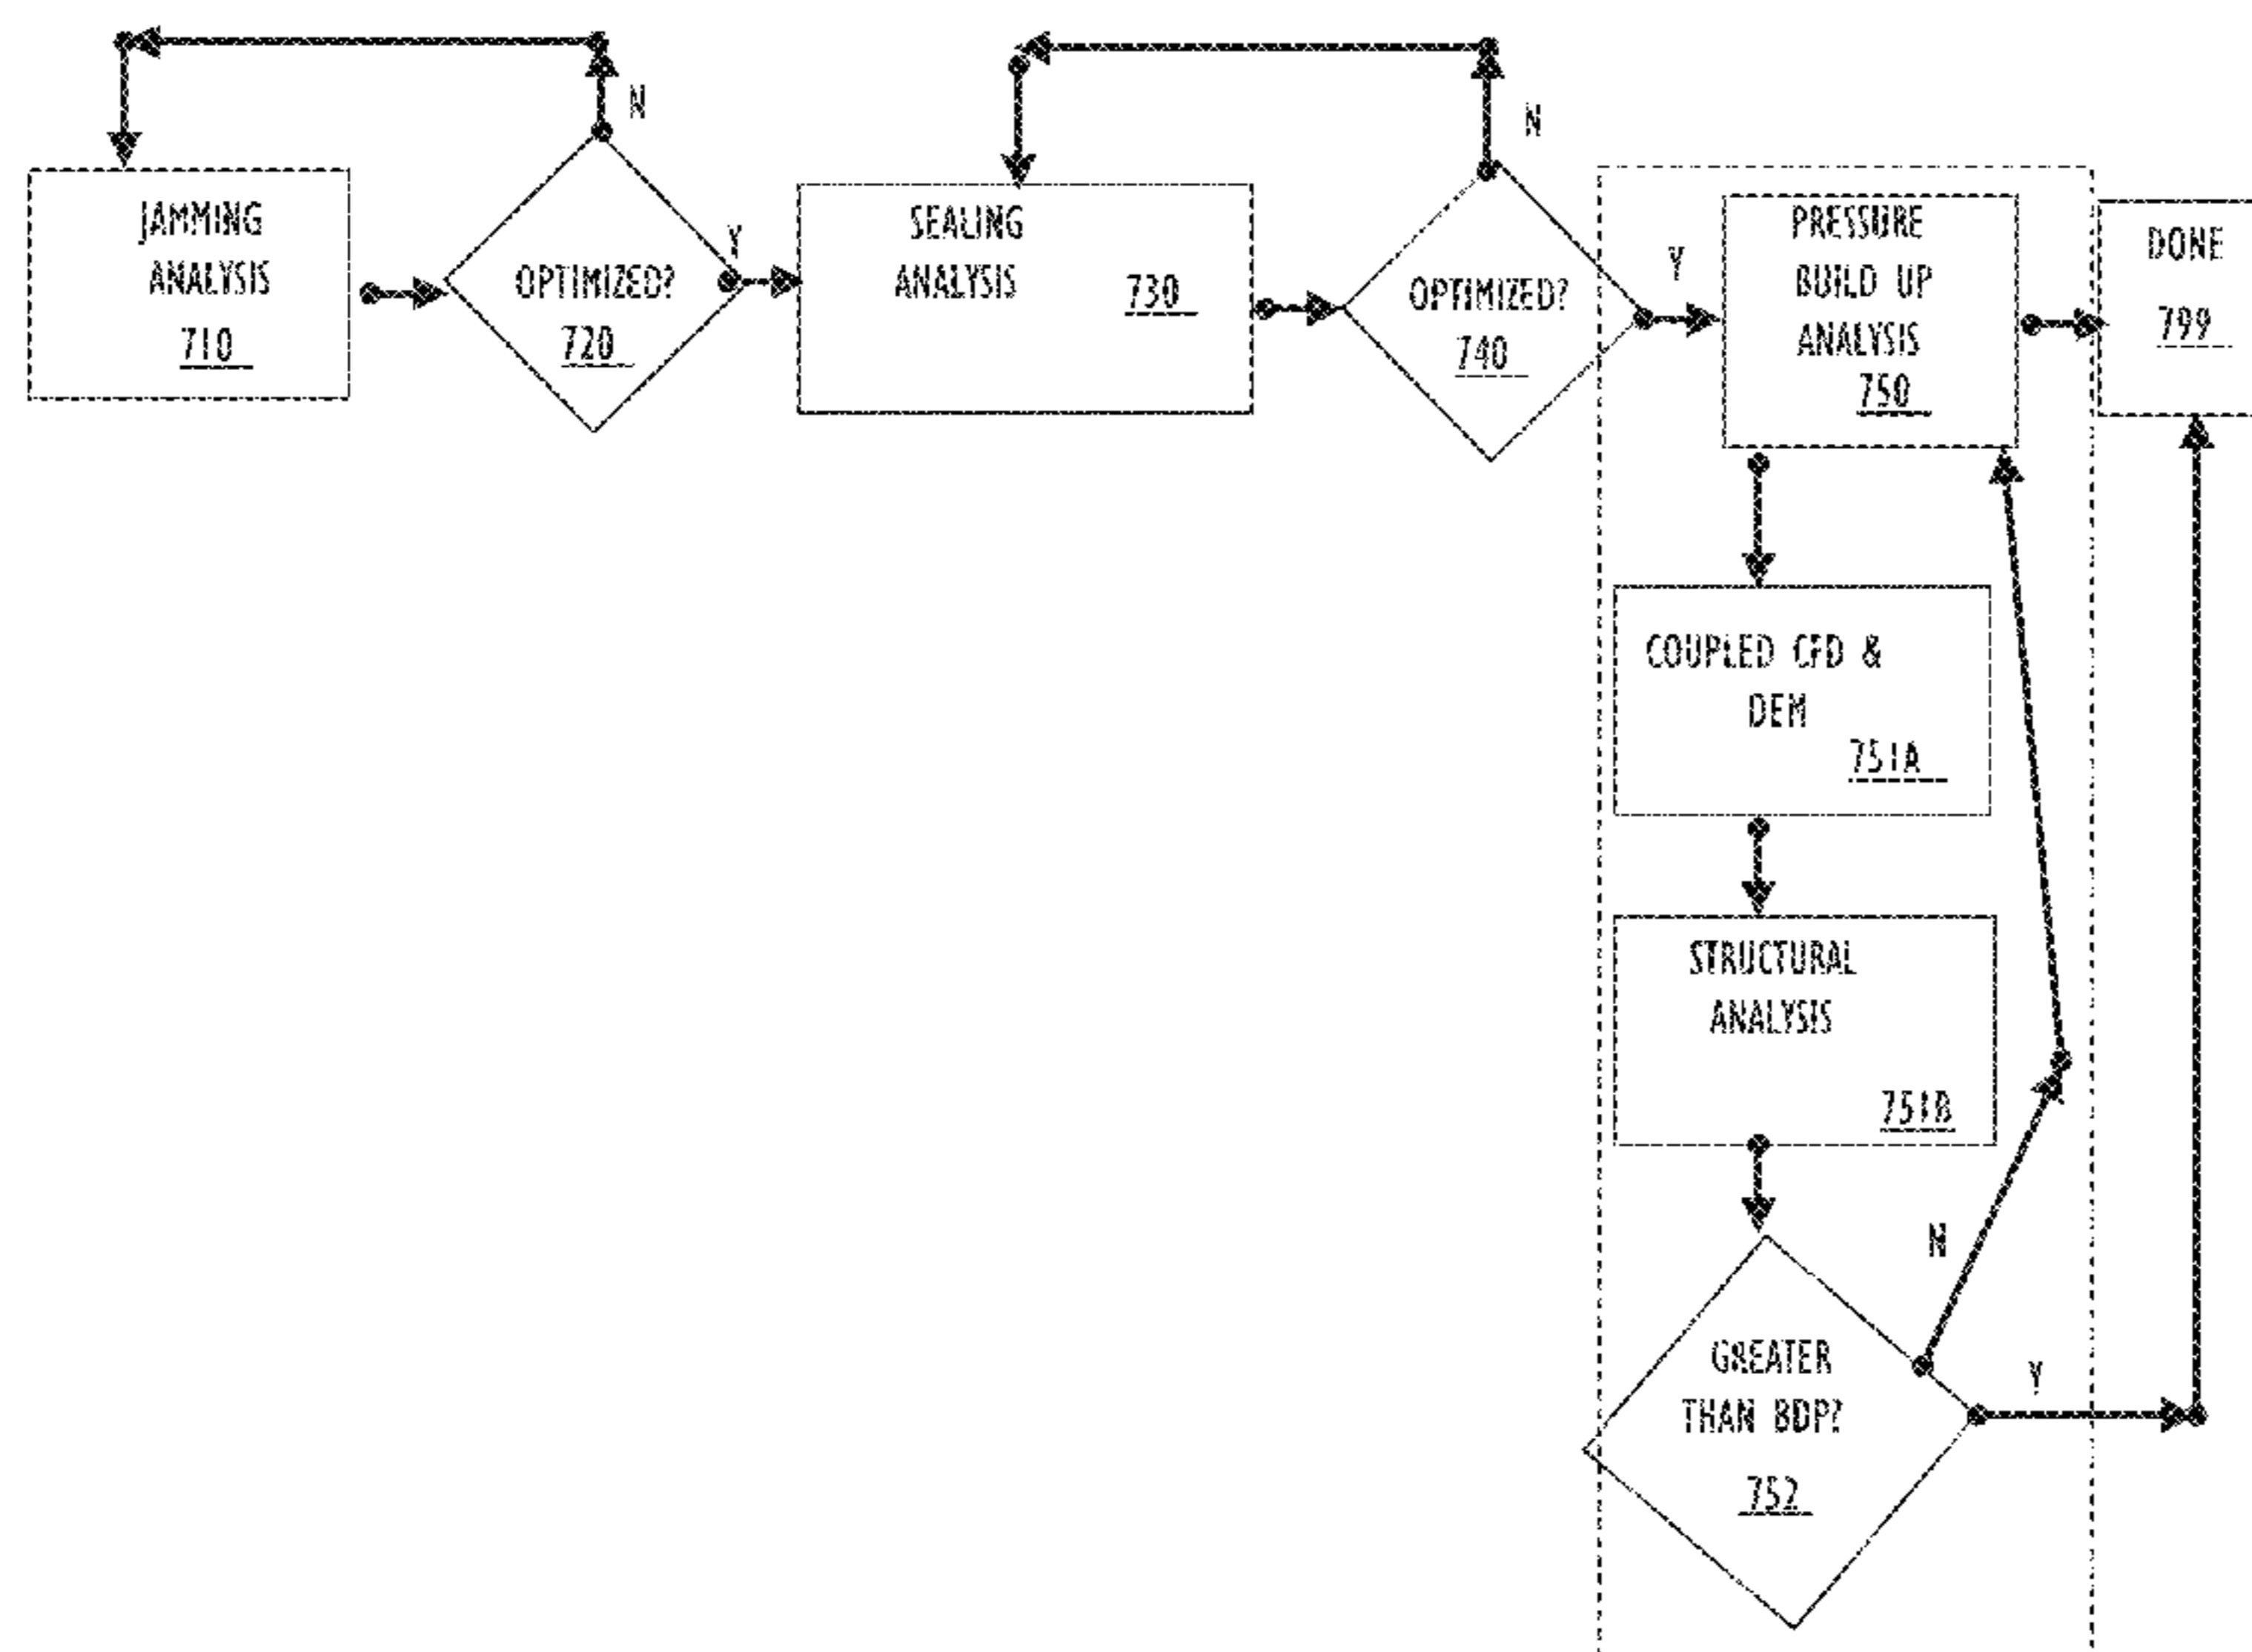 N
JAMMING
ANALYSIS
710
OPTIMIZED?
720
Y
SEALING
ANALYSIS
730
N
OPTIMIZED?
740
Y
PRESSURE
BUILD UP
ANALYSIS
750
DONE
799
COUPLED CFD &
DEM
751A
STRUCTURAL
ANALYSIS
751B
N
GREATER
THAN BDP?
752
Y